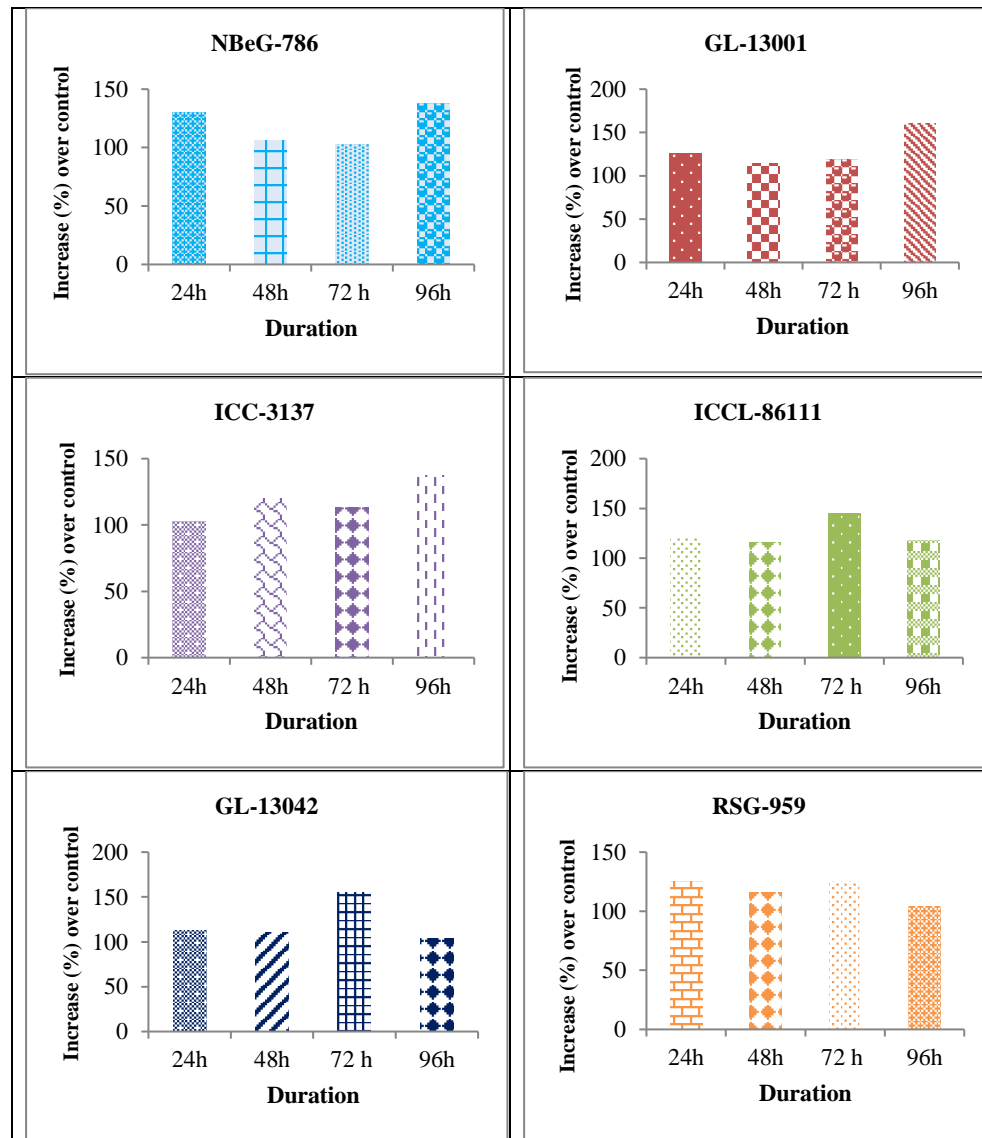 NBeG-786
Increase (%) over control
150
100
50
0
24h 48h 72 h 96h
Duration
GL-13001
Increase (%) over control
200
150
100
50
0
24h 48h 72 h 96h
Duration
ICC-3137
Increase (%) over control
150
100
50
0
24h 48h 72 h 96h
Duration
ICCL-86111
Increase (%) over control
200
150
100
50
0
24h 48h 72 h 96h
Duration
GL-13042
Increase (%) over control
200
150
100
50
0
24h 48h 72 h 96h
Duration
RSG-959
Increase (%) over control
150
100
50
0
24h 48h 72 h 96h
Duration